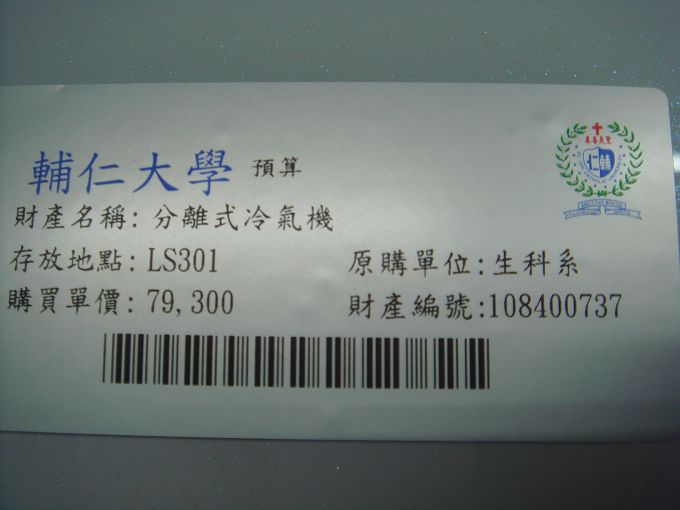 輔仁大學 預算
財產名稱: 分離式冷氣機
存放地點: LS301 原購單位:生科系
購買單價: 79,300 財產編號:108400737